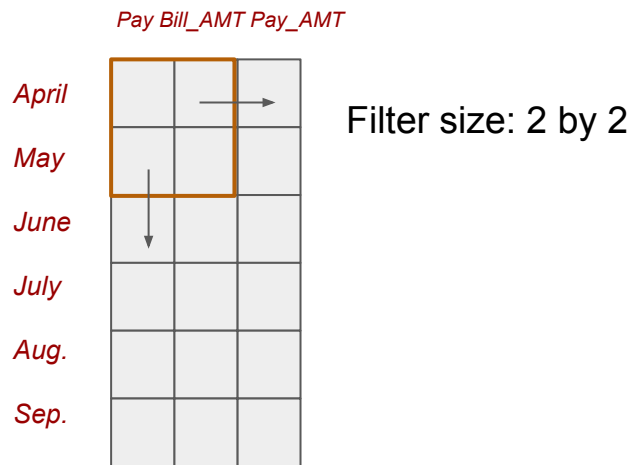 Pay Bill_AMT Pay_AMT
April
Filter size: 2 by 2
May
June
July
Aug.
Sep.